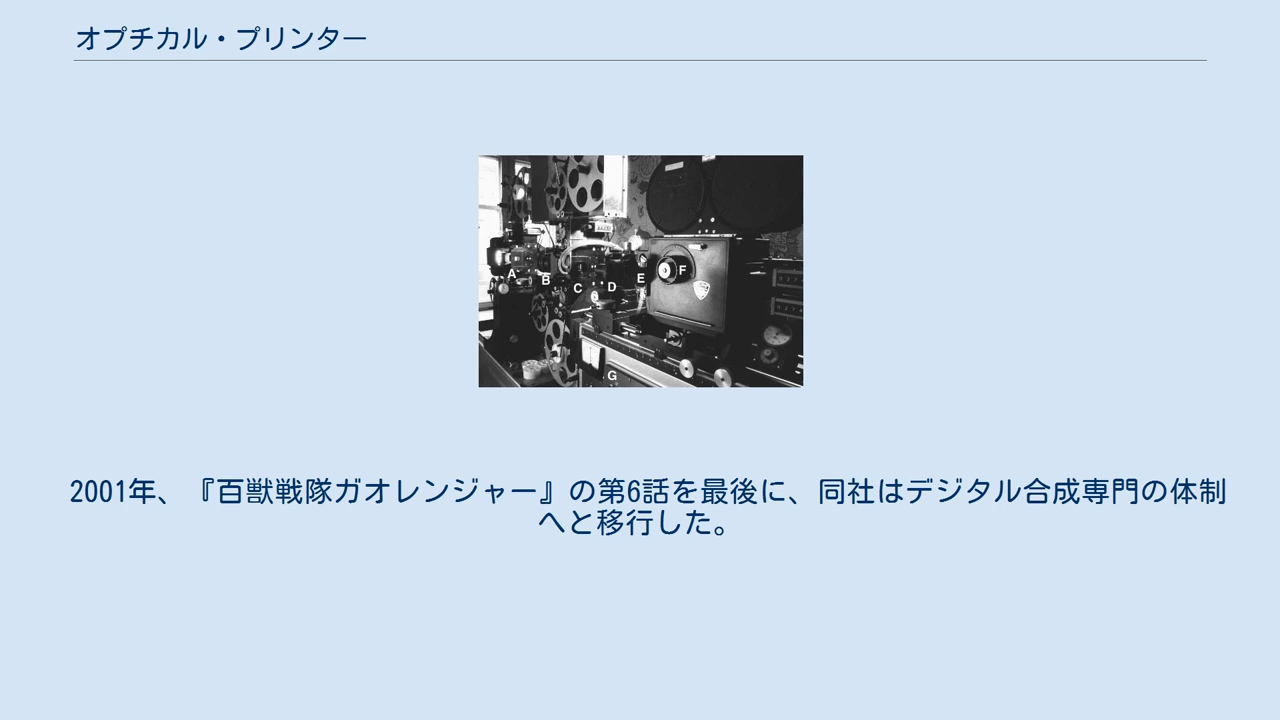 オプチカル・プリンター
A
B
C
D
E
F
G
2001年、『百獣戦隊ガオレンジャー』の第6話を最後に、同社はデジタル合成専門の体制
へと移行した。